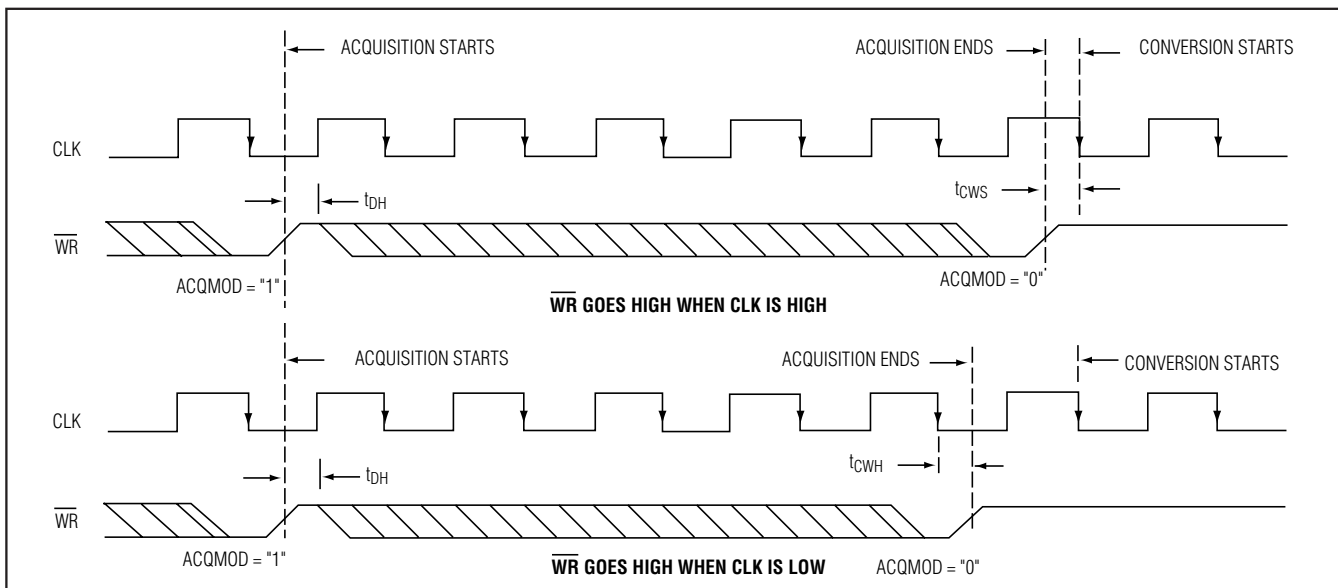 ACQUISITION STARTS
ACQUISITION ENDS
CONVERSION STARTS
CLK
tDH
tCWS
WR
ACQMOD = "1"
ACQMOD = "0"
WR GOES HIGH WHEN CLK IS HIGH
ACQUISITION STARTS
ACQUISITION ENDS
CONVERSION STARTS
CLK
tDH
tCWH
WR
ACQMOD = "1"
WR GOES HIGH WHEN CLK IS LOW
ACQMOD = "0"